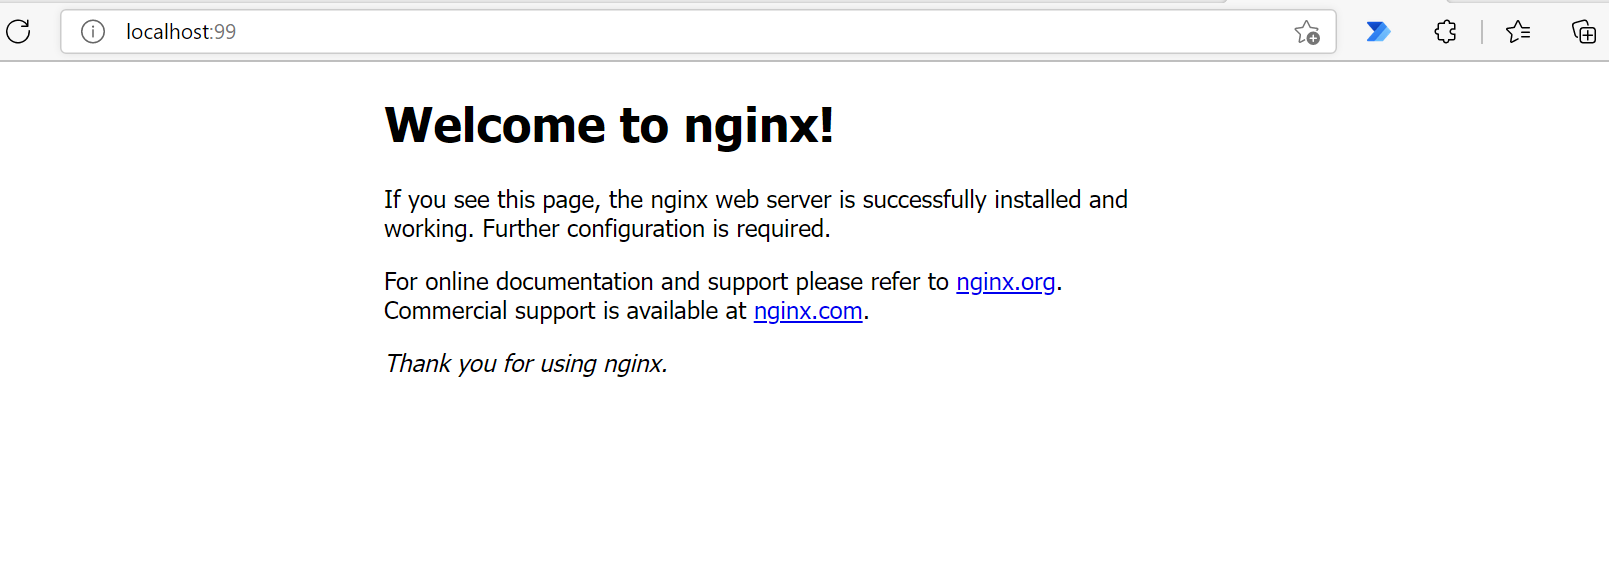 localhost:99
Welcome to nginx!
If you see this page, the nginx web server is successfully installed and
working. Further configuration is required.
For online documentation and support please refer to nginx.org.
Commercial support is available at nginx.com.
Thank you for using nginx.